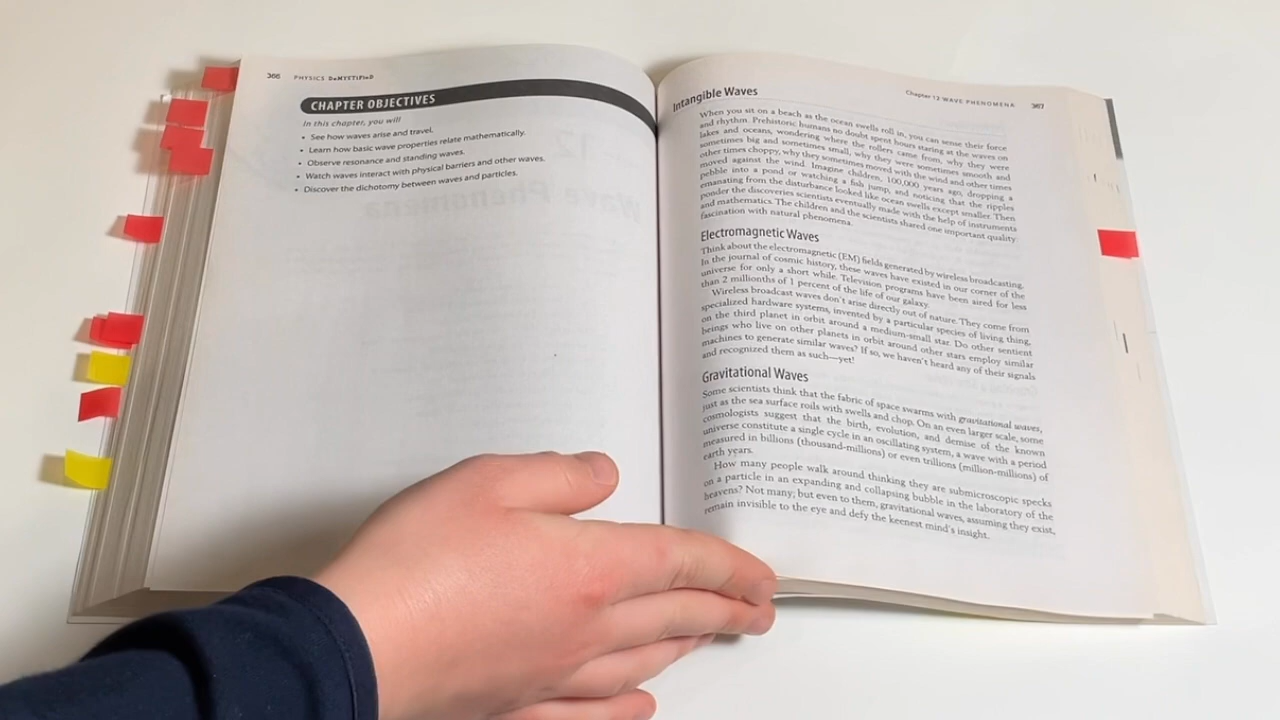 366 PHYSICS DeMYSTiFieD
CHAPTER OBJECTIVES
In this chapter, you will
• See how waves arise and travel.
• Learn how basic wave properties relate mathematically.
• Observe resonance and standing waves.
• Watch waves interact with physical barriers and other waves.
• Discover the dichotomy between waves and particles.
Chapter 12 WAVE PHENOMENA 367
Intangible Waves
When you sit on a beach as the ocean swells roll in, you can sense their force
and rhythm. Prehistoric humans no doubt spent hours staring at the waves on
lakes and oceans, wondering where the rollers came from, why they were
sometimes big and sometimes small, why they were sometimes smooth and
other times choppy, why they sometimes moved with the wind and other times
moved against the wind. Imagine children, 100,000 years ago, dropping a
pebble into a pond or watching a fish jump, and noticing that the ripples
emanating from the disturbance looked like ocean swells except smaller. Then
ponder the discoveries scientists eventually made with the help of instruments
and mathematics. The children and the scientists shared one important quality
fascination with natural phenomena.
Electromagnetic Waves
Think about the electromagnetic (EM) fields generated by wireless broadcasting.
In the journal of cosmic history, these waves have existed in our corner of the
universe for only a short while. Television programs have been aired for less
than 2 millionths of 1 percent of the life of our galaxy.
Wireless broadcast waves don't arise directly out of nature. They come from
specialized hardware systems, invented by a particular species of living thing,
on the third planet in orbit around a medium-small star. Do other sentient
beings who live on other planets in orbit around other stars employ similar
machines to generate similar waves? If so, we haven't heard any of their signals
and recognized them as such—yet!
Gravitational Waves
Some scientists think that the fabric of space swarms with gravitational waves,
just as the sea surface roils with swells and chop. On an even larger scale, some
cosmologists suggest that the birth, evolution, and demise of the known
universe constitute a single cycle in an oscillating system, a wave with a period
measured in billions (thousand-millions) or even trillions (million-millions) of
earth years.
How many people walk around thinking they are submicroscopic specks
on a particle in an expanding and collapsing bubble in the laboratory of the
heavens? Not many; but even to them, gravitational waves, assuming they exist,
remain invisible to the eye and defy the keenest mind's insight.